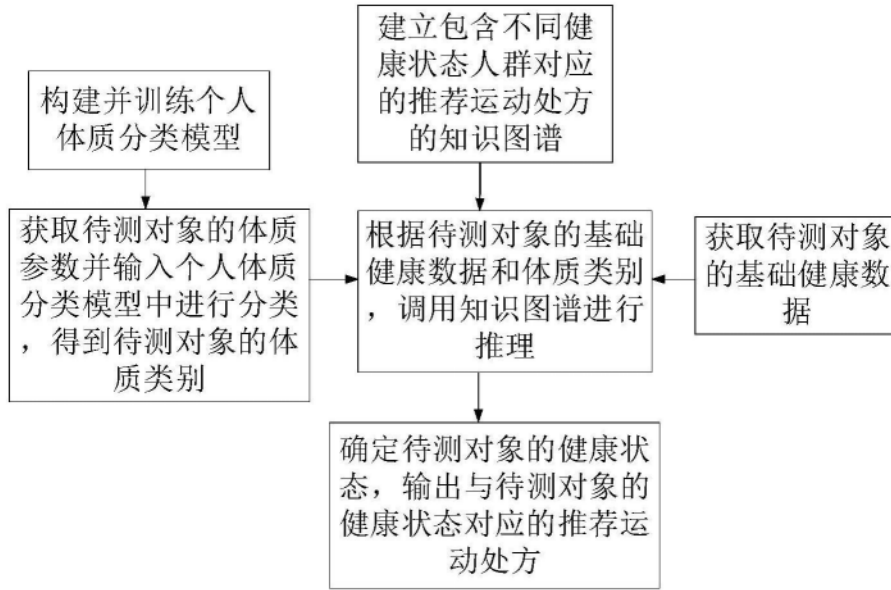 构建并训练个人
体质分类模型
建立包含不同健
康状态人群对应
的推荐运动处方
的知识图谱
获取待测对象的体质
参数并输入个人体质
分类模型中进行分类
，得到待测对象的体
质类别
根据待测对象的基础
健康数据和体质类别
，调用知识图谱进行
推理
获取待测对象
的基础健康数
据
确定待测对象的健康状
态，输出与待测对象的
健康状态对应的推荐运
动处方